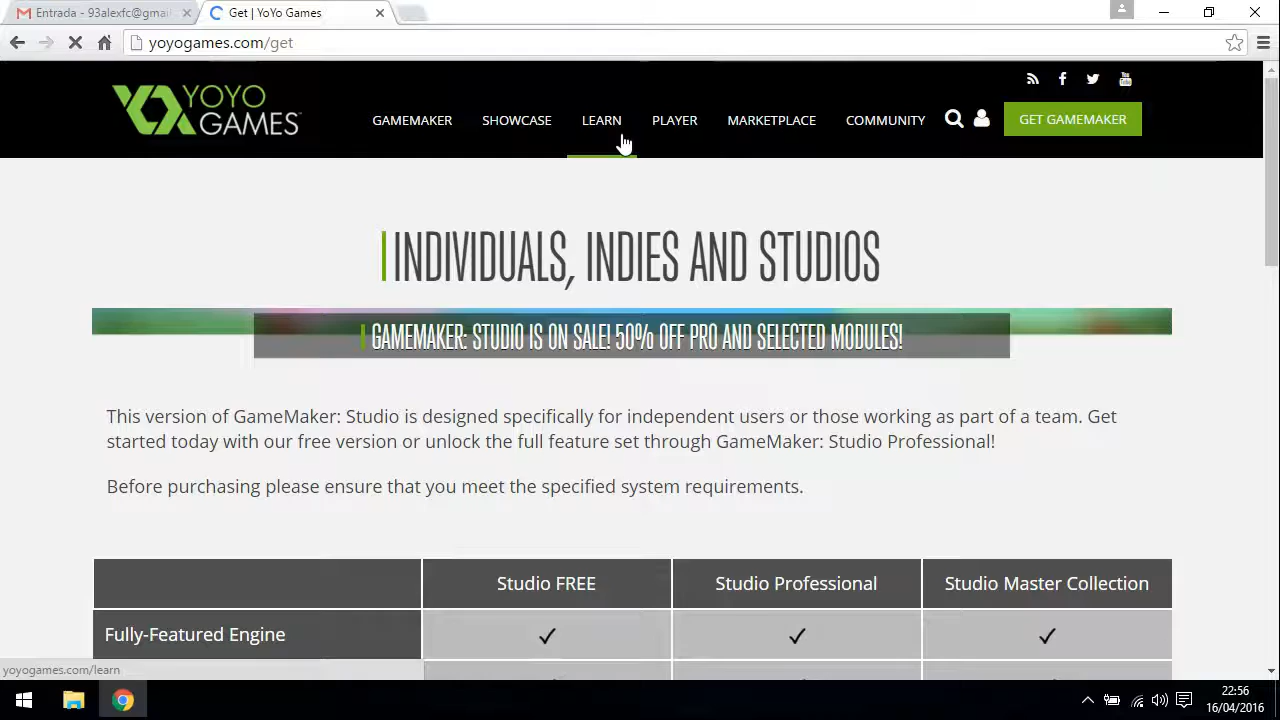 Entrada - 93alexfc@gmai
Get | YoYo Games
yoyogames.com/get
YOYO
GAMES
GAMEMAKER SHOWCASE LEARN PLAYER MARKETPLACE COMMUNITY GET GAMEMAKER
INDIVIDUALS, INDIES AND STUDIOS
GAMEMAKER: STUDIO IS ON SALE! 50% OFF PRO AND SELECTED MODULES!
This version of GameMaker: Studio is designed specifically for independent users or those working as part of a team. Get
started today with our free version or unlock the full feature set through GameMaker: Studio Professional!
Before purchasing please ensure that you meet the specified system requirements.
Studio FREE Studio Professional Studio Master Collection
Fully-Featured Engine ✓ ✓ ✓
yoyogames.com/learn
22:56
16/04/2016